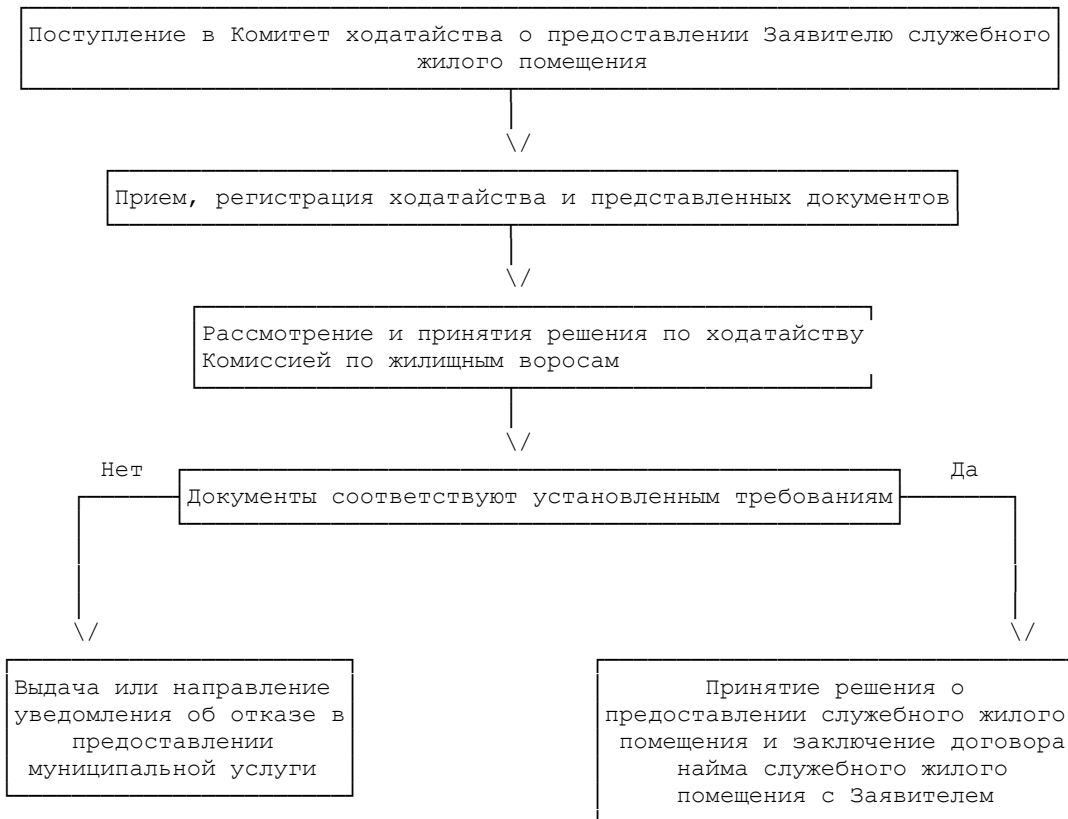 Поступление в Комитет ходатайства о предоставлении Заявителю служебного
жилого помещения
\/
Прием, регистрация ходатайства и представленных документов
\/
Рассмотрение и принятия решения по ходатайству
Комиссией по жилищным воросам
\/
Нет
Да
Документы соответствуют установленным требованиям
\/
\/
Выдача или направление
уведомления об отказе в
предоставлении
муниципальной услуги
Принятие решения о
предоставлении служебного жилого
помещения и заключение договора
найма служебного жилого
помещения с Заявителем